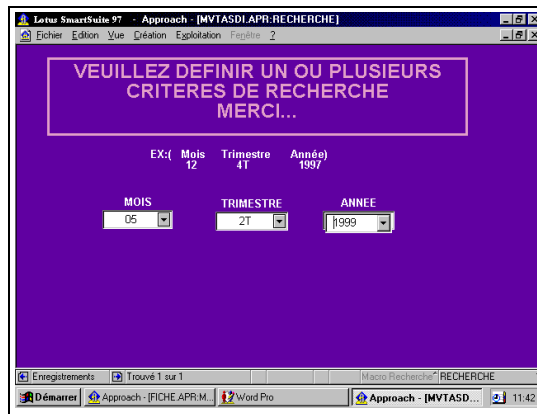 Lotus SmartSuite 97 - Approach - [MVTASDI.APR:RECHERCHE]
Fichier Edition Vue Création Exploitation Fenêtre ?
VEUILLEZ DEFINIR UN OU PLUSIEURS
CRITERES DE RECHERCHE
MERCI...
EX:( Mois Trimestre Année)
12 4T 1997
MOIS TRIMESTRE ANNEE
05 2T 1999
Enregistrements Trouvé 1 sur 1 Macro Recherche RECHERCHE
Démarrer Approach - [FICHE.APR:M... Word Pro Approach - [MVTASD... 11:42